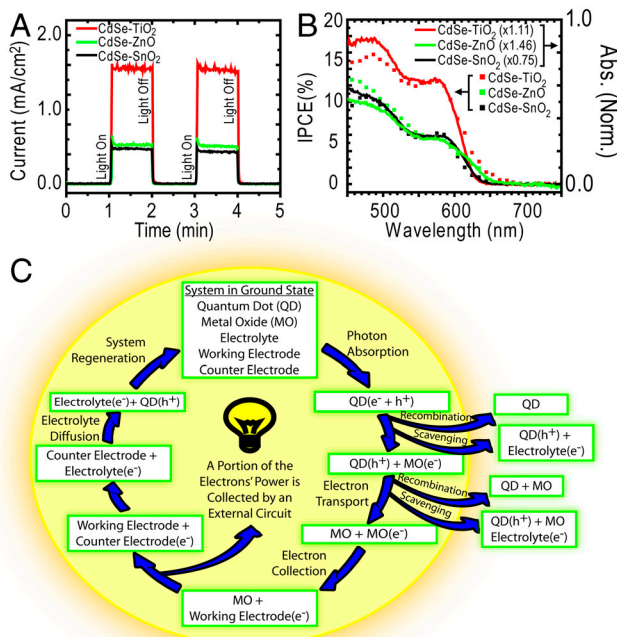 A
CdSe-TiO2
CdSe-ZnO
CdSe-SnO2
Current (mA/cm2)
2.4
1.6
0.8
0.0
Light On
Light Off
Light On
Light Off
0 1 2 3 4 5
Time (min)
B
CdSe-TiO2 (x1.11)
CdSe-ZnO (x1.46)
CdSe-SnO2 (x0.75)
CdSe-TiO2
CdSe-ZnO
CdSe-SnO2
IPCE(%)
20
15
10
5
0
1.0
0.0
Abs. (Norm.)
500 600 700
Wavelength (nm)
C
System in Ground State
Quantum Dot (QD)
Metal Oxide (MO)
Electrolyte
Working Electrode
Counter Electrode
Photon
Absorption
QD(e- + h+)
Recombination
QD
Scavenging
QD(h+) +
Electrolyte(e-)
QD(h+) + MO(e-)
Electron
Transport
Recombination
QD + MO
Scavenging
QD(h+) + MO
Electrolyte(e-)
MO + MO(e-)
Electron
Collection
MO +
Working Electrode(e-)
Working Electrode +
Counter Electrode(e-)
Counter Electrode +
Electrolyte(e-)
Electrolyte
Diffusion
Electrolyte(e-) + QD(h+)
System
Regeneration
A Portion of the
Electrons' Power is
Collected by an
External Circuit